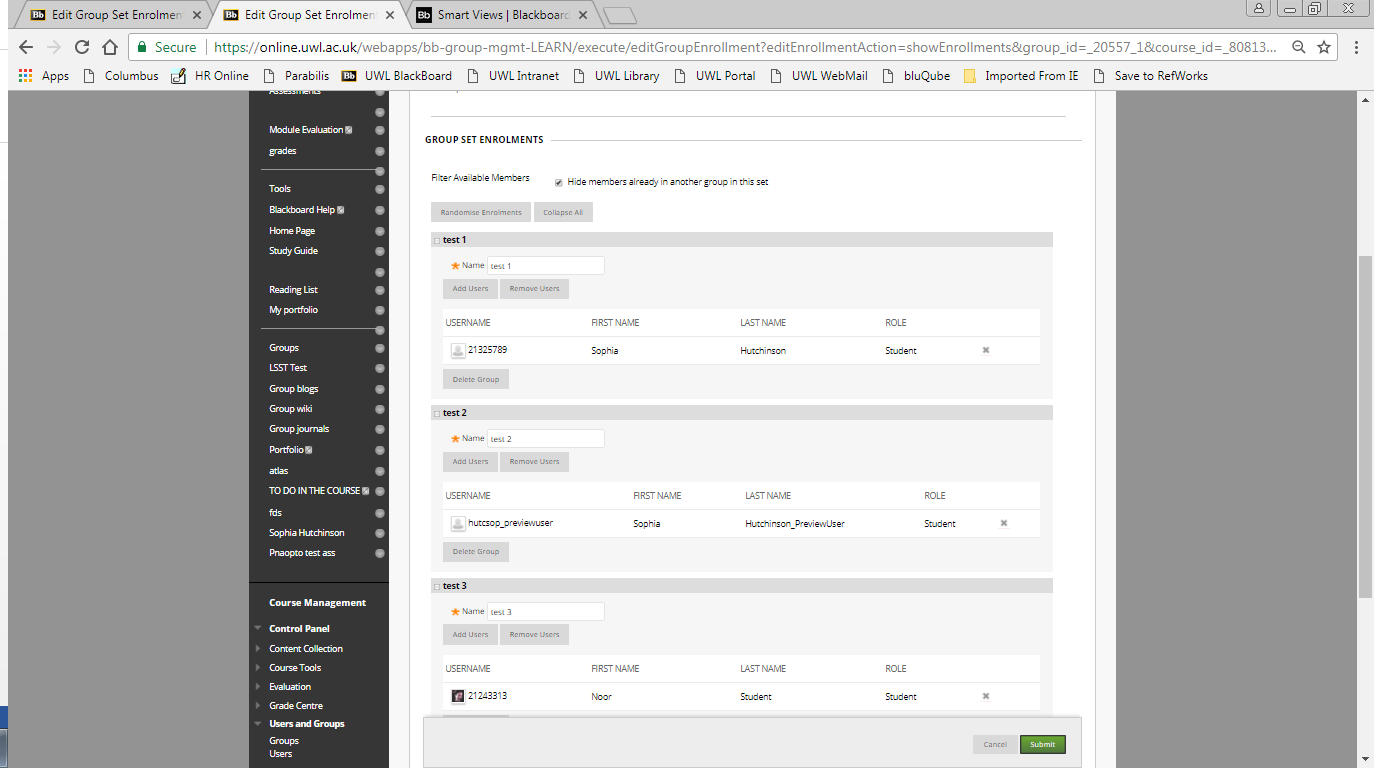 Bb Edit Group Set Enrolmen
Bb Edit Group Set Enrolmen
Bb Smart Views | Blackboard
Secure https://online.uwl.ac.uk/webapps/bb-group-mgmt-LEARN/execute/editGroupEnrollment?editEnrollmentAction=showEnrollments&group_id=_20557_1&course_id=_80813...
Apps Columbus HR Online Parabilis Bb UWL BlackBoard UWL Intranet UWL Library UWL Portal UWL WebMail bluQube Imported From IE Save to RefWorks
Assessments
Module Evaluation
grades
Tools
Blackboard Help
Home Page
Study Guide
Reading List
My portfolio
Groups
LSST Test
Group blogs
Group wiki
Group journals
Portfolio
atlas
TO DO IN THE COURSE
fds
Sophia Hutchinson
Pnaopto test ass
Course Management
Control Panel
Content Collection
Course Tools
Evaluation
Grade Centre
Users and Groups
Groups
Users
GROUP SET ENROLMENTS
Filter Available Members Hide members already in another group in this set
Randomise Enrolments Collapse All
test 1
Name test 1
Add Users Remove Users
USERNAME FIRST NAME LAST NAME ROLE
21325789 Sophia Hutchinson Student
Delete Group
test 2
Name test 2
Add Users Remove Users
USERNAME FIRST NAME LAST NAME ROLE
hutcsop_previewuser Sophia Hutchinson_PreviewUser Student
Delete Group
test 3
Name test 3
Add Users Remove Users
USERNAME FIRST NAME LAST NAME ROLE
21243313 Noor Student Student
Cancel Submit